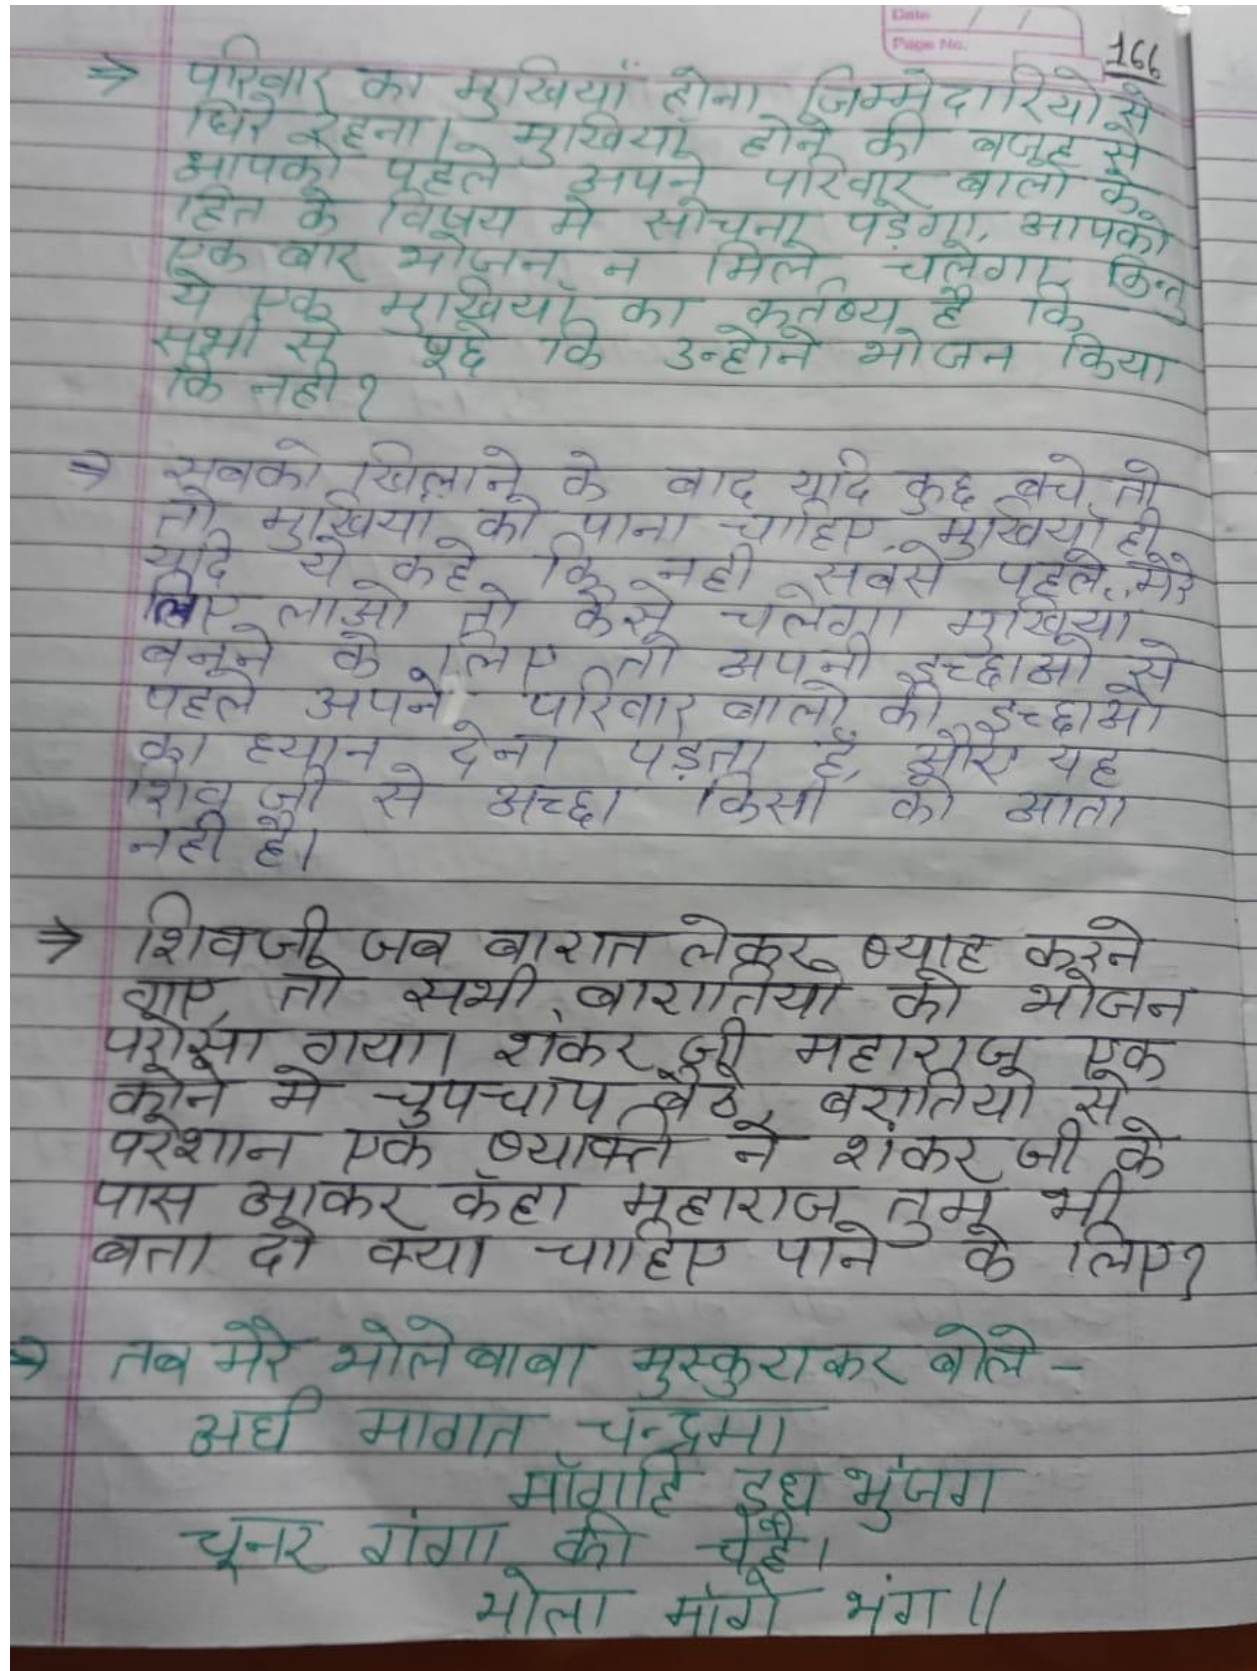 Date / /
Page No.
166
⇒ परिवार का मुखियाँ होना जिम्मेदारियो से
घिरे रहना। मुखियाँ होने की बजह से
आपको पहले अपने परिवार बालो के
हित के विषय मे सोचना पड़ेगा, आपको
एक बार भोजन न मिले चलेगा किन्तु
ये एक मुखियाँ का कर्तब्य है कि
सभी से पूछे कि उन्होने भोजन किया
कि नही?
⇒ सबको खिलाने के बाद यदि कुछ बचे तो
तो मुखिया को पाना चाहिए, मुखियाँ ही
यदि ये कहे कि नही सबसे पहले मेरे
लिए लाओ तो कैसे चलेगा मुखिया
बनने के लिए तो अपनी इच्छाओ से
पहले अपने परिवार बालो की इच्छाओ
का ध्यान देना पड़ता है, और यह
शिव जी से अच्छा किसी को आता
नही है।
⇒ शिवजी जब बारात लेकर ब्याह करने
गए, तो सभी बारातियो को भोजन
परोसा गया। शंकर जी महाराज एक
कोने मे चुपचाप बैठे, बरातियो से
परेशान एक ब्याक्ति ने शंकर जी के
पास आकर कहा महाराज तुम भी
बता दो क्या चाहिए पाने के लिए?
⇒ तब मेरे भोलेबाबा मुस्कुराकर बोले -
अर्घ मागत चन्द्रमा
माँगहि दूध भुंजग
चूनर गंगा की चहै।
भोला माँगे भंग॥